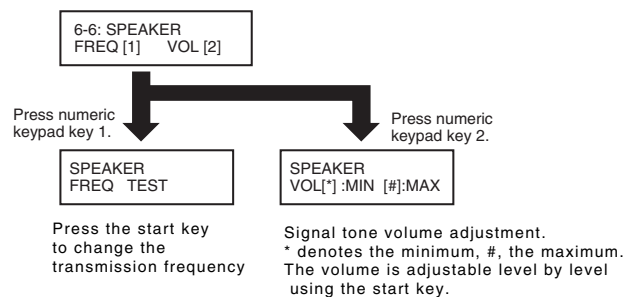 6-6: SPEAKER
FREQ [1] VOL [2]
Press numeric
keypad key 1.
Press numeric
keypad key 2.
SPEAKER
FREQ TEST
SPEAKER
VOL[*] :MIN [#]:MAX
Press the start key
to change the
transmission frequency
Signal tone volume adjustment.
* denotes the minimum, #, the maximum.
The volume is adjustable level by level
using the start key.